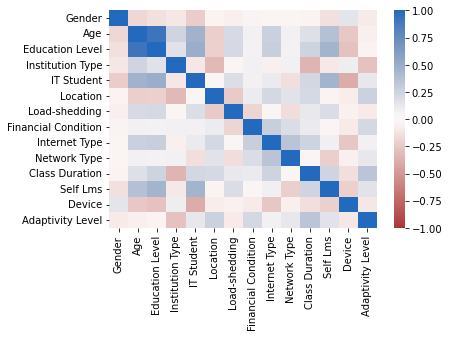 Gender
Age
Education Level
Institution Type
IT Student
Location
Load-shedding
Financial Condition
Internet Type
Network Type
Class Duration
Self Lms
Device
Adaptivity Level
Gender
Age
Education Level
Institution Type
IT Student
Location
Load-shedding
Financial Condition
Internet Type
Network Type
Class Duration
Self Lms
Device
Adaptivity Level
1.00
0.75
0.50
0.25
0.00
−0.25
−0.50
−0.75
−1.00